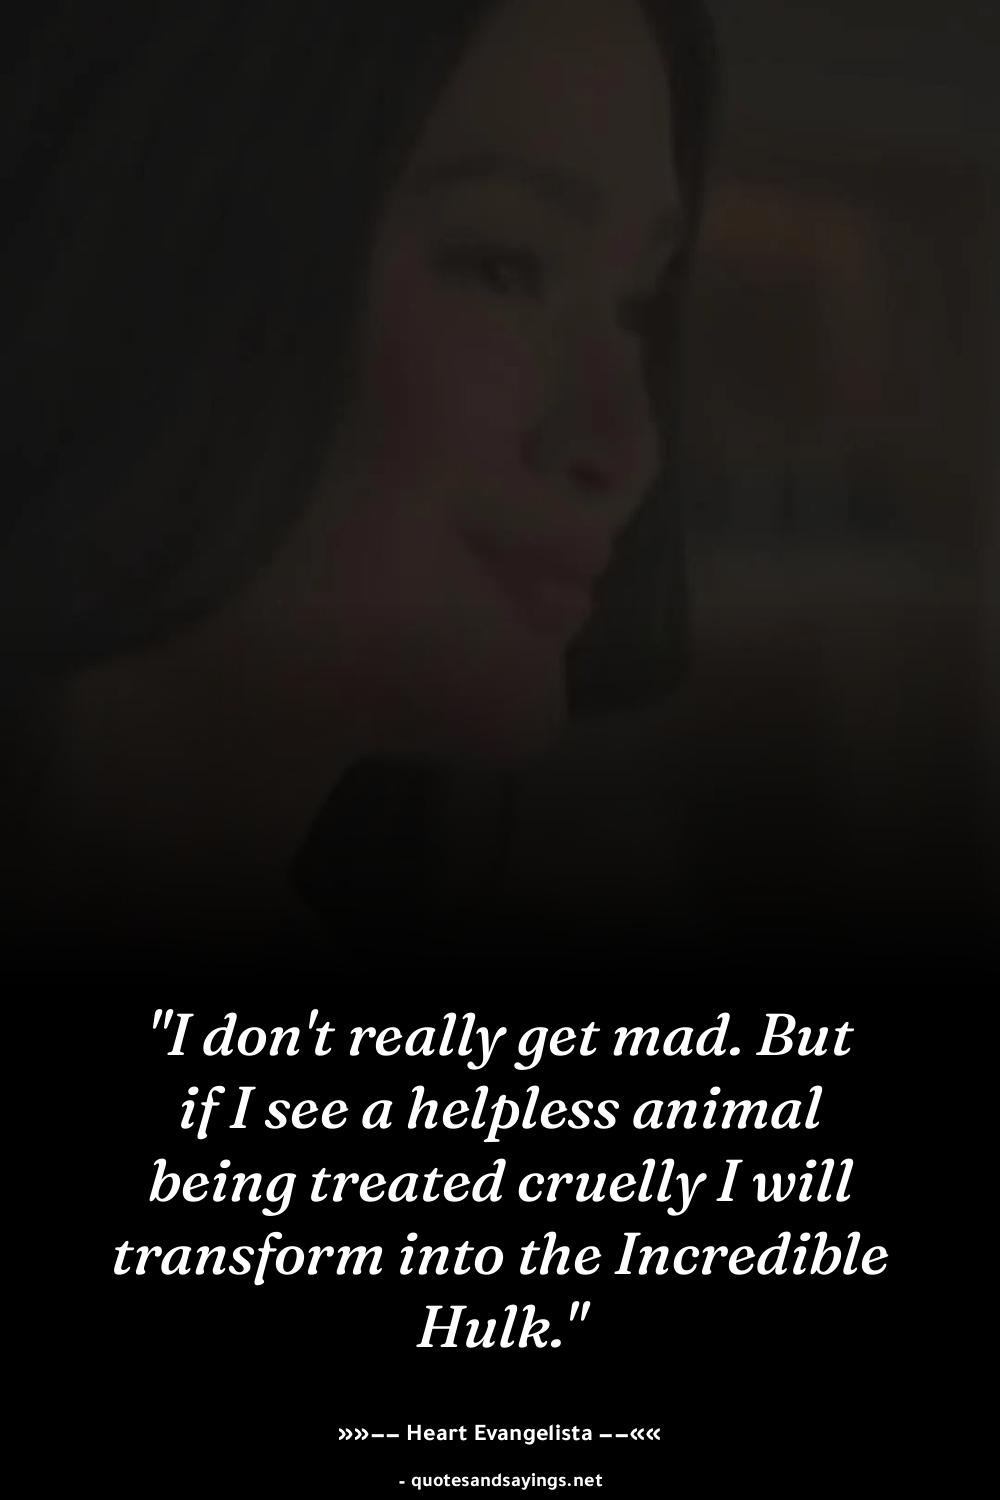 "I don't really get mad. But
if I see a helpless animal
being treated cruelly I will
transform into the Incredible
Hulk."
»»–– Heart Evangelista ––««
- quotesandsayings.net